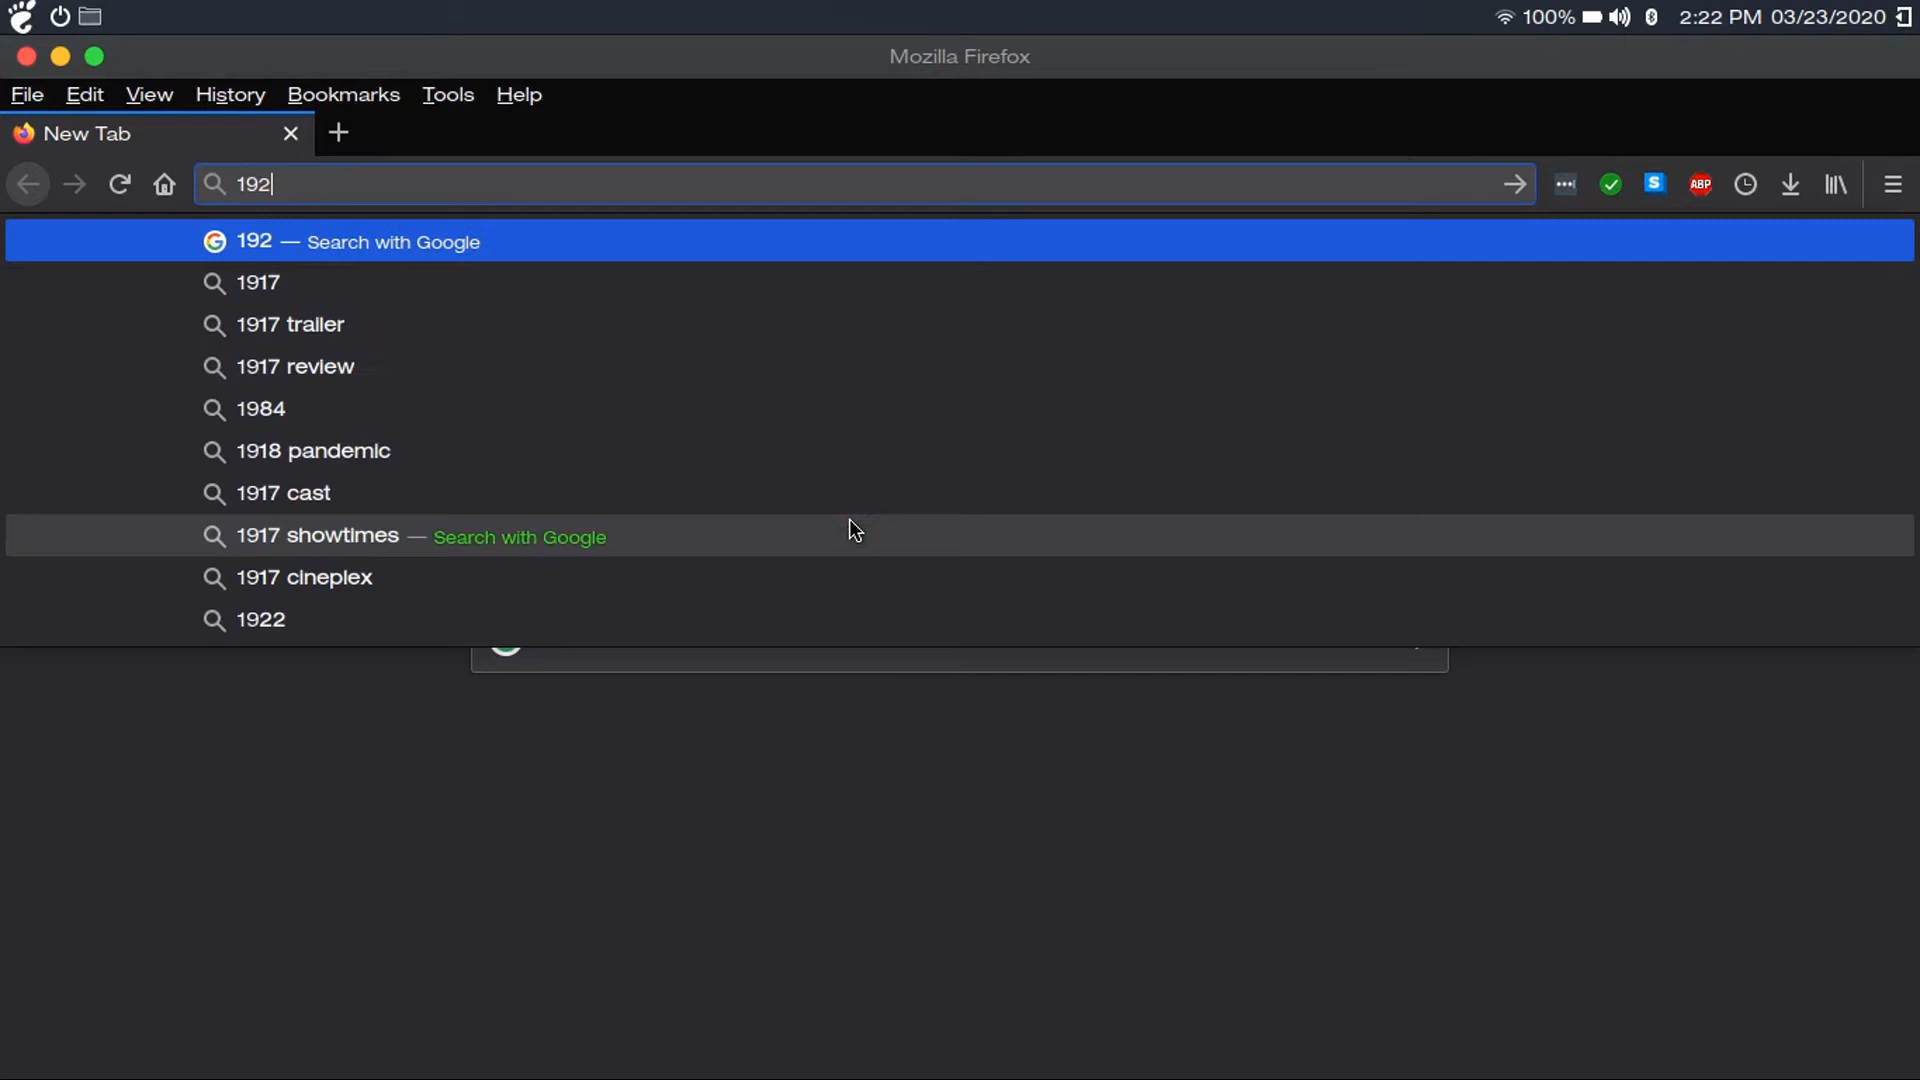 100% 2:22 PM 03/23/2020
Mozilla Firefox
File Edit View History Bookmarks Tools Help
New Tab
192
S
ABP
192 — Search with Google
1917
1917 trailer
1917 review
1984
1918 pandemic
1917 cast
1917 showtimes — Search with Google
1917 cineplex
1922